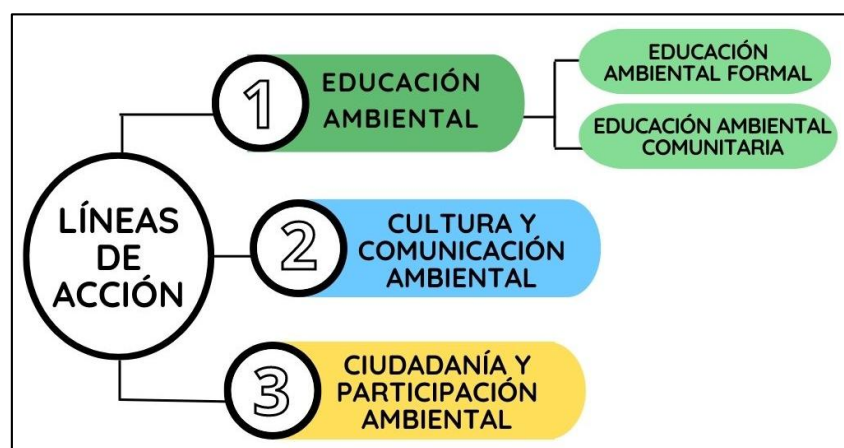 LÍNEAS
DE
ACCIÓN
1
EDUCACIÓN
AMBIENTAL
EDUCACIÓN
AMBIENTAL FORMAL
EDUCACIÓN AMBIENTAL
COMUNITARIA
2
CULTURA Y
COMUNICACIÓN
AMBIENTAL
3
CIUDADANÍA Y
PARTICIPACIÓN
AMBIENTAL